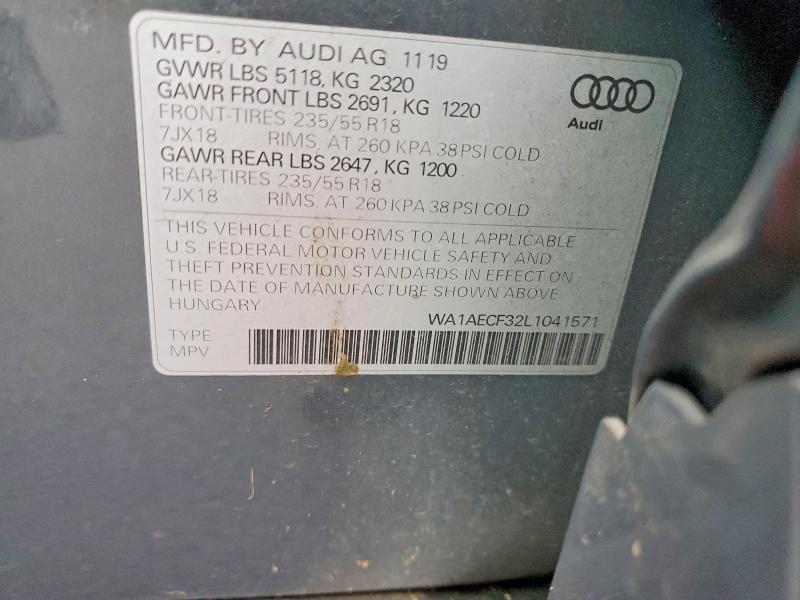 MFD. BY AUDI AG 11 19
GVWR LBS 5118, KG 2320
GAWR FRONT LBS 2691, KG 1220
FRONT-TIRES 235/55 R18
7JX18 RIMS, AT 260 KPA 38 PSI COLD
GAWR REAR LBS 2647, KG 1200
REAR-TIRES 235/55 R18
7JX18 RIMS, AT 260 KPA 38 PSI COLD
Audi
THIS VEHICLE CONFORMS TO ALL APPLICABLE
U.S. FEDERAL MOTOR VEHICLE SAFETY AND
THEFT PREVENTION STANDARDS IN EFFECT ON
THE DATE OF MANUFACTURE SHOWN ABOVE
HUNGARY
WA1AECF32L1041571
TYPE
MPV